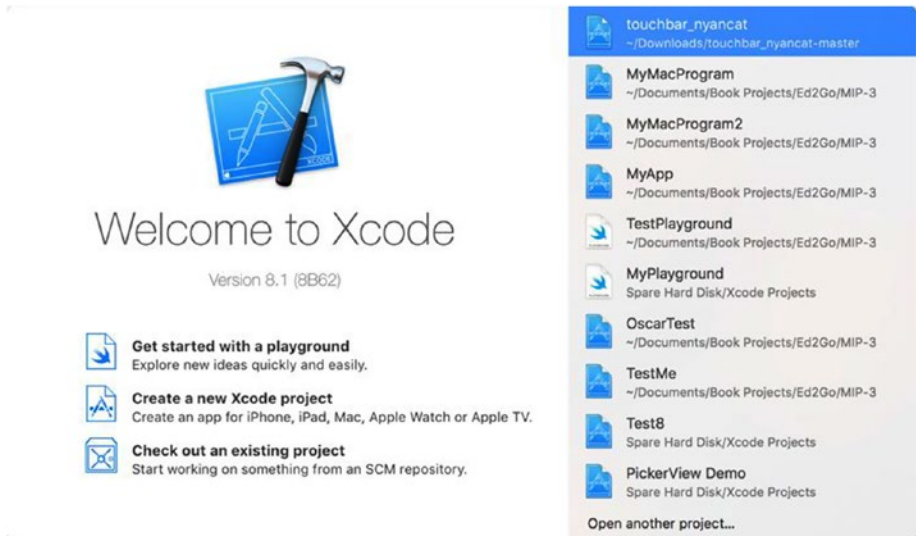 XCODE
Welcome to Xcode
Version 8.1 (8B62)
Get started with a playground
Explore new ideas quickly and easily.
Create a new Xcode project
Create an app for iPhone, iPad, Mac, Apple Watch or Apple TV.
Check out an existing project
Start working on something from an SCM repository.
touchbar_nyancat
~/Downloads/touchbar_nyancat-master
MyMacProgram
~/Documents/Book Projects/Ed2Go/MIP-3
MyMacProgram2
~/Documents/Book Projects/Ed2Go/MIP-3
MyApp
~/Documents/Book Projects/Ed2Go/MIP-3
TestPlayground
~/Documents/Book Projects/Ed2Go/MIP-3
MyPlayground
Spare Hard Disk/Xcode Projects
OscarTest
~/Documents/Book Projects/Ed2Go/MIP-3
TestMe
~/Documents/Book Projects/Ed2Go/MIP-3
Test8
Spare Hard Disk/Xcode Projects
PickerView Demo
Spare Hard Disk/Xcode Projects
Open another project...